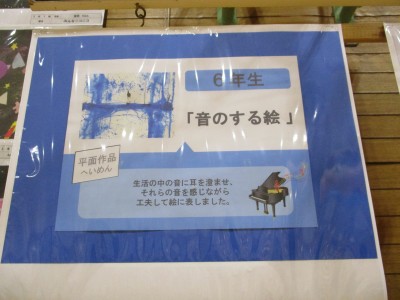 6年生
「音のする絵」
平面作品
へいめん
生活の中の音に耳を澄ませ、
それらの音を感じながら
工夫して絵に表しました。